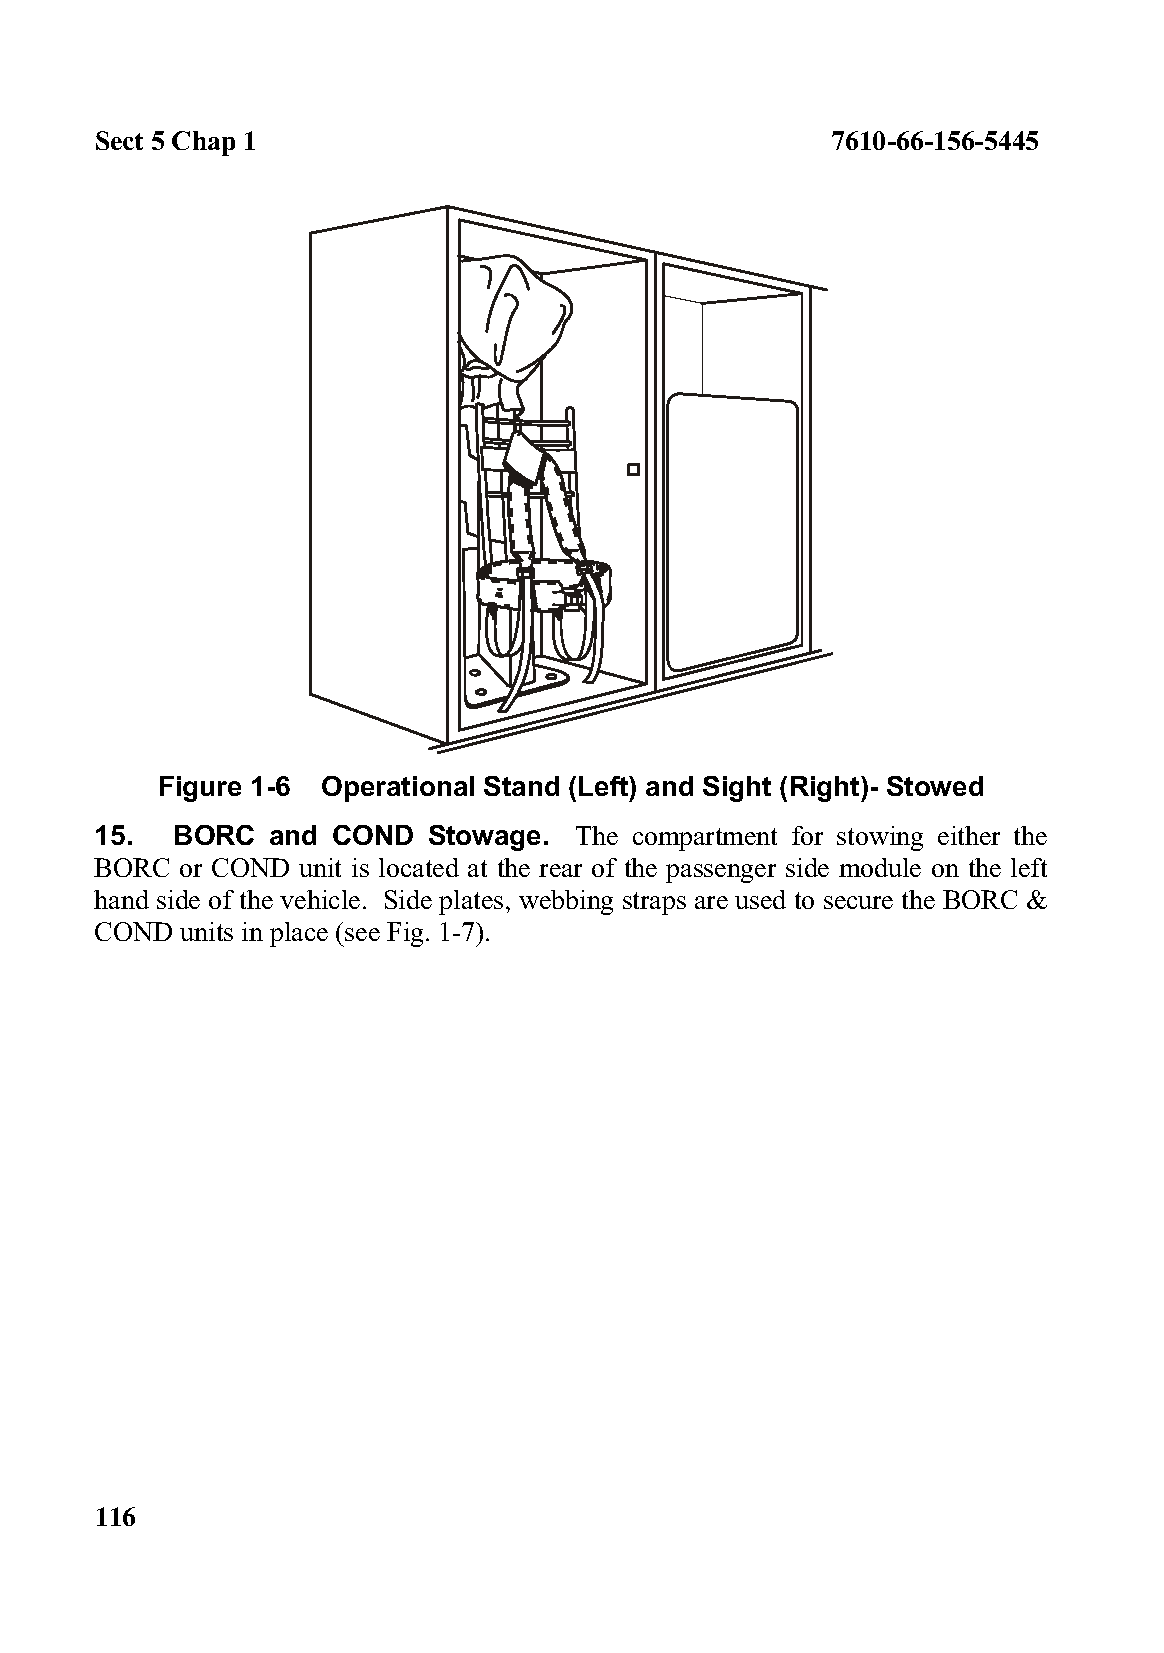 Sect 5 Chap 1 7610-66-156-5445
Figure 1-6 Operational Stand (Left) and Sight (Right)- Stowed
15. BORC and COND Stowage. The compartment for stowing either the
BORC or COND unit is located at the rear of the passenger side module on the left
hand side of the vehicle. Side plates, webbing straps are used to secure the BORC &
COND units in place (see Fig. 1-7).
116